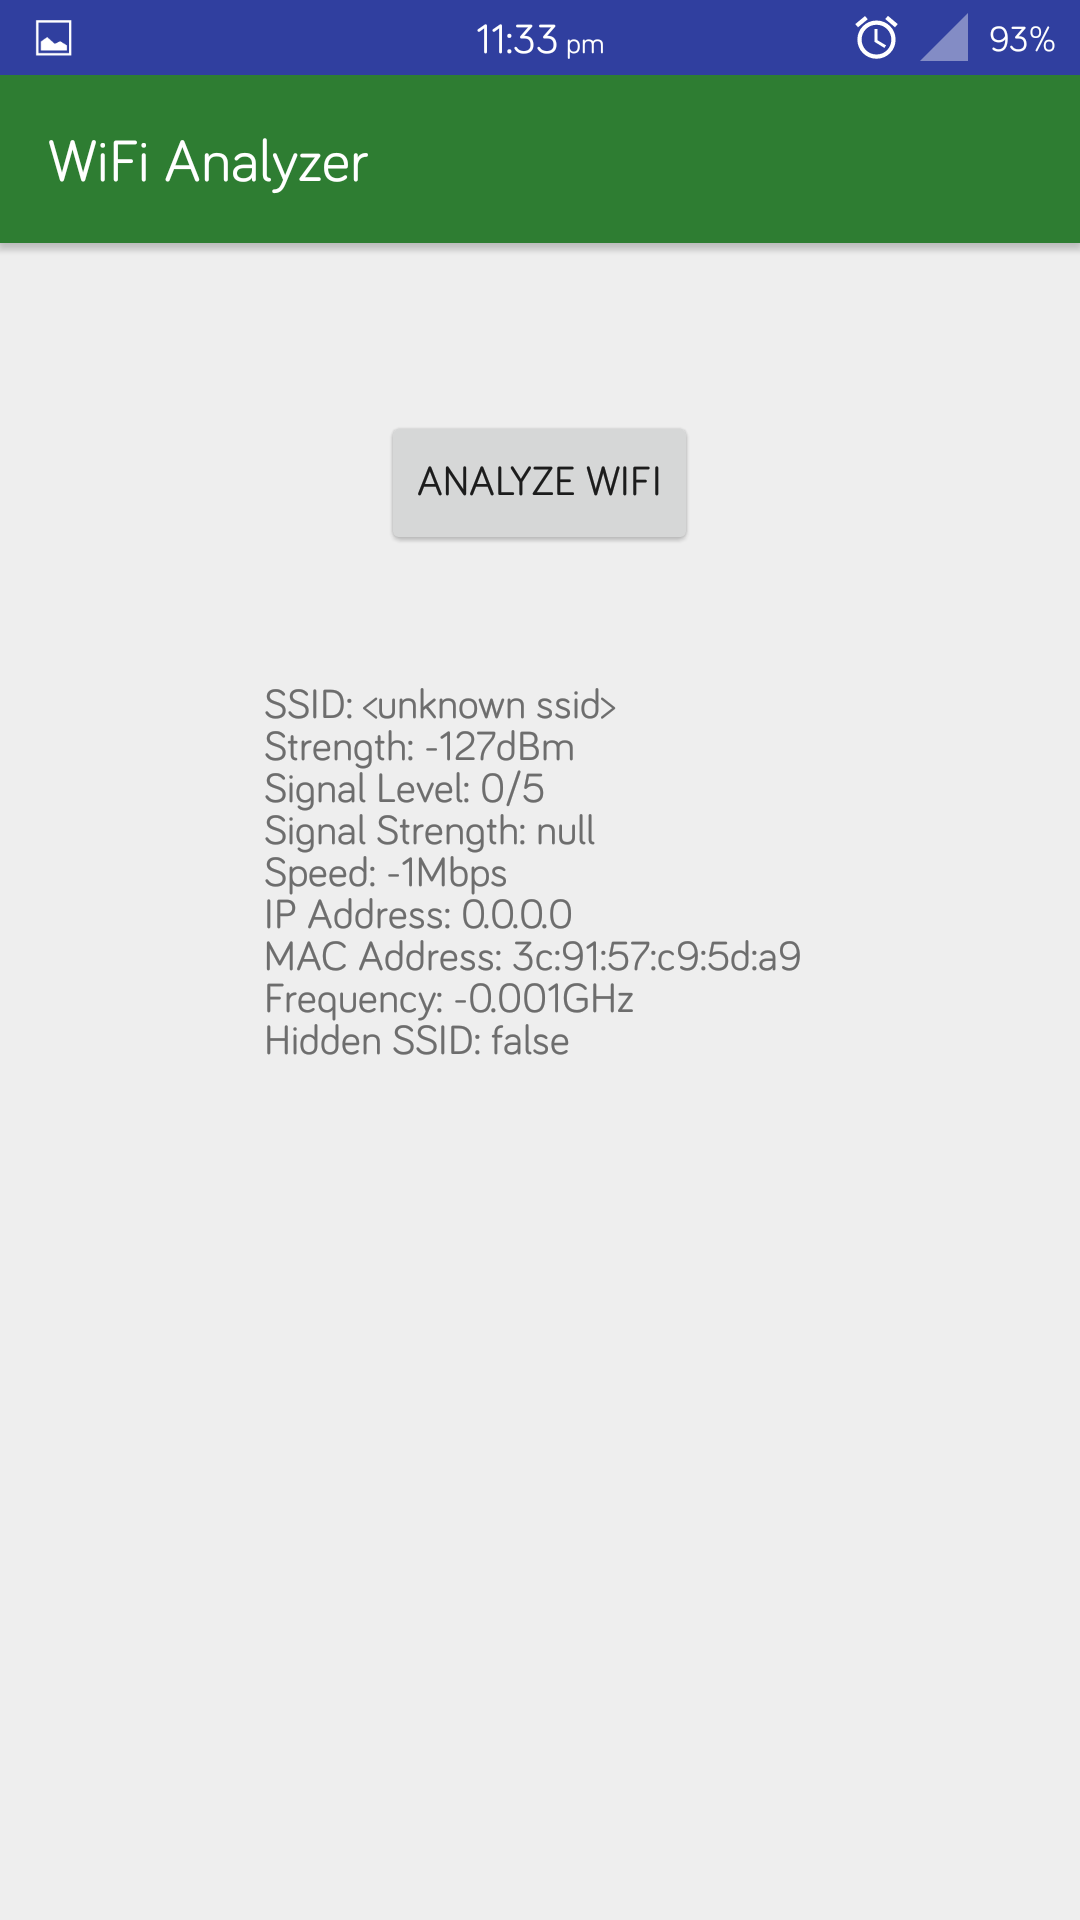 11:33 pm
93%
WiFi Analyzer
ANALYZE WIFI
SSID: <unknown ssid>
Strength: -127dBm
Signal Level: 0/5
Signal Strength: null
Speed: -1Mbps
IP Address: 0.0.0.0
MAC Address: 3c:91:57:c9:5d:a9
Frequency: -0.001GHz
Hidden SSID: false